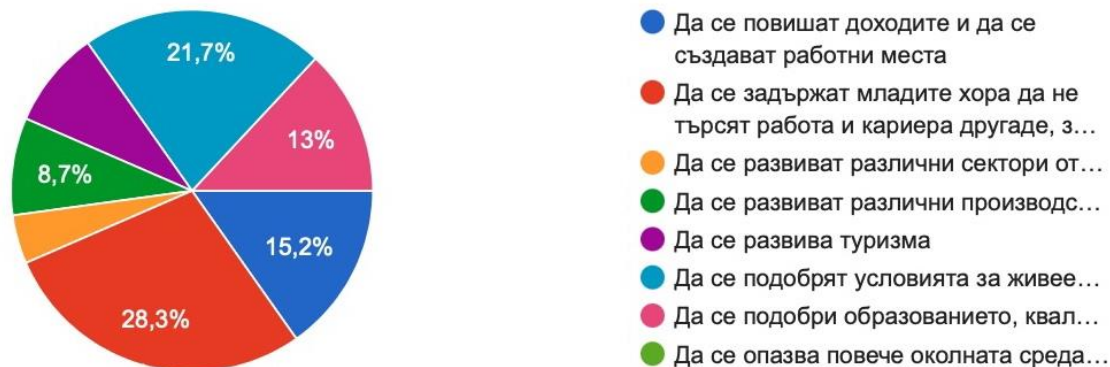 21,7%
13%
8,7%
15,2%
28,3%
Да се повишат доходите и да се
създават работни места
Да се задържат младите хора да не
търсят работа и кариера другаде, з...
Да се развиват различни сектори от...
Да се развиват различни производс...
Да се развива туризма
Да се подобрят условията за живее...
Да се подобри образованието, квал...
Да се опазва повече околната среда...